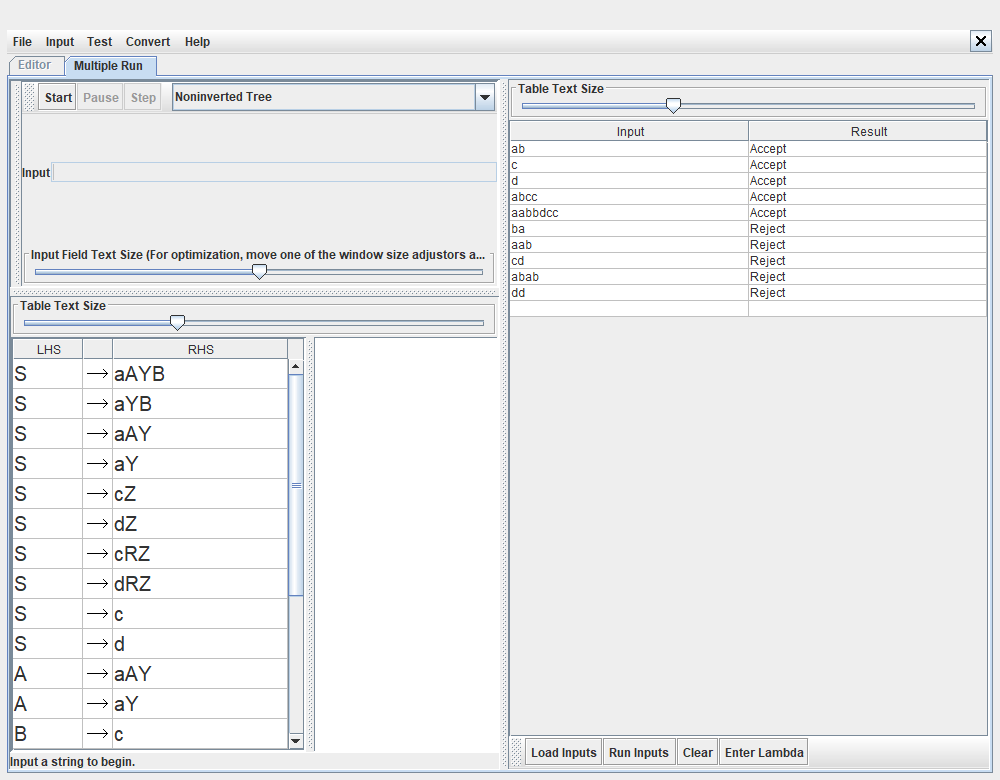 File Input Test Convert Help
Editor Multiple Run
Start Pause Step Noninverted Tree
Input
Input Field Text Size (For optimization, move one of the window size adjustors a...
Table Text Size
LHS RHS
S → aAYB
S → aYB
S → aAY
S → aY
S → cZ
S → dZ
S → cRZ
S → dRZ
S → c
S → d
A → aAY
A → aY
B → c
Input a string to begin.
Table Text Size
Input Result
ab Accept
c Accept
d Accept
abcc Accept
aabbdcc Accept
ba Reject
aab Reject
cd Reject
abab Reject
dd Reject
Load Inputs Run Inputs Clear Enter Lambda